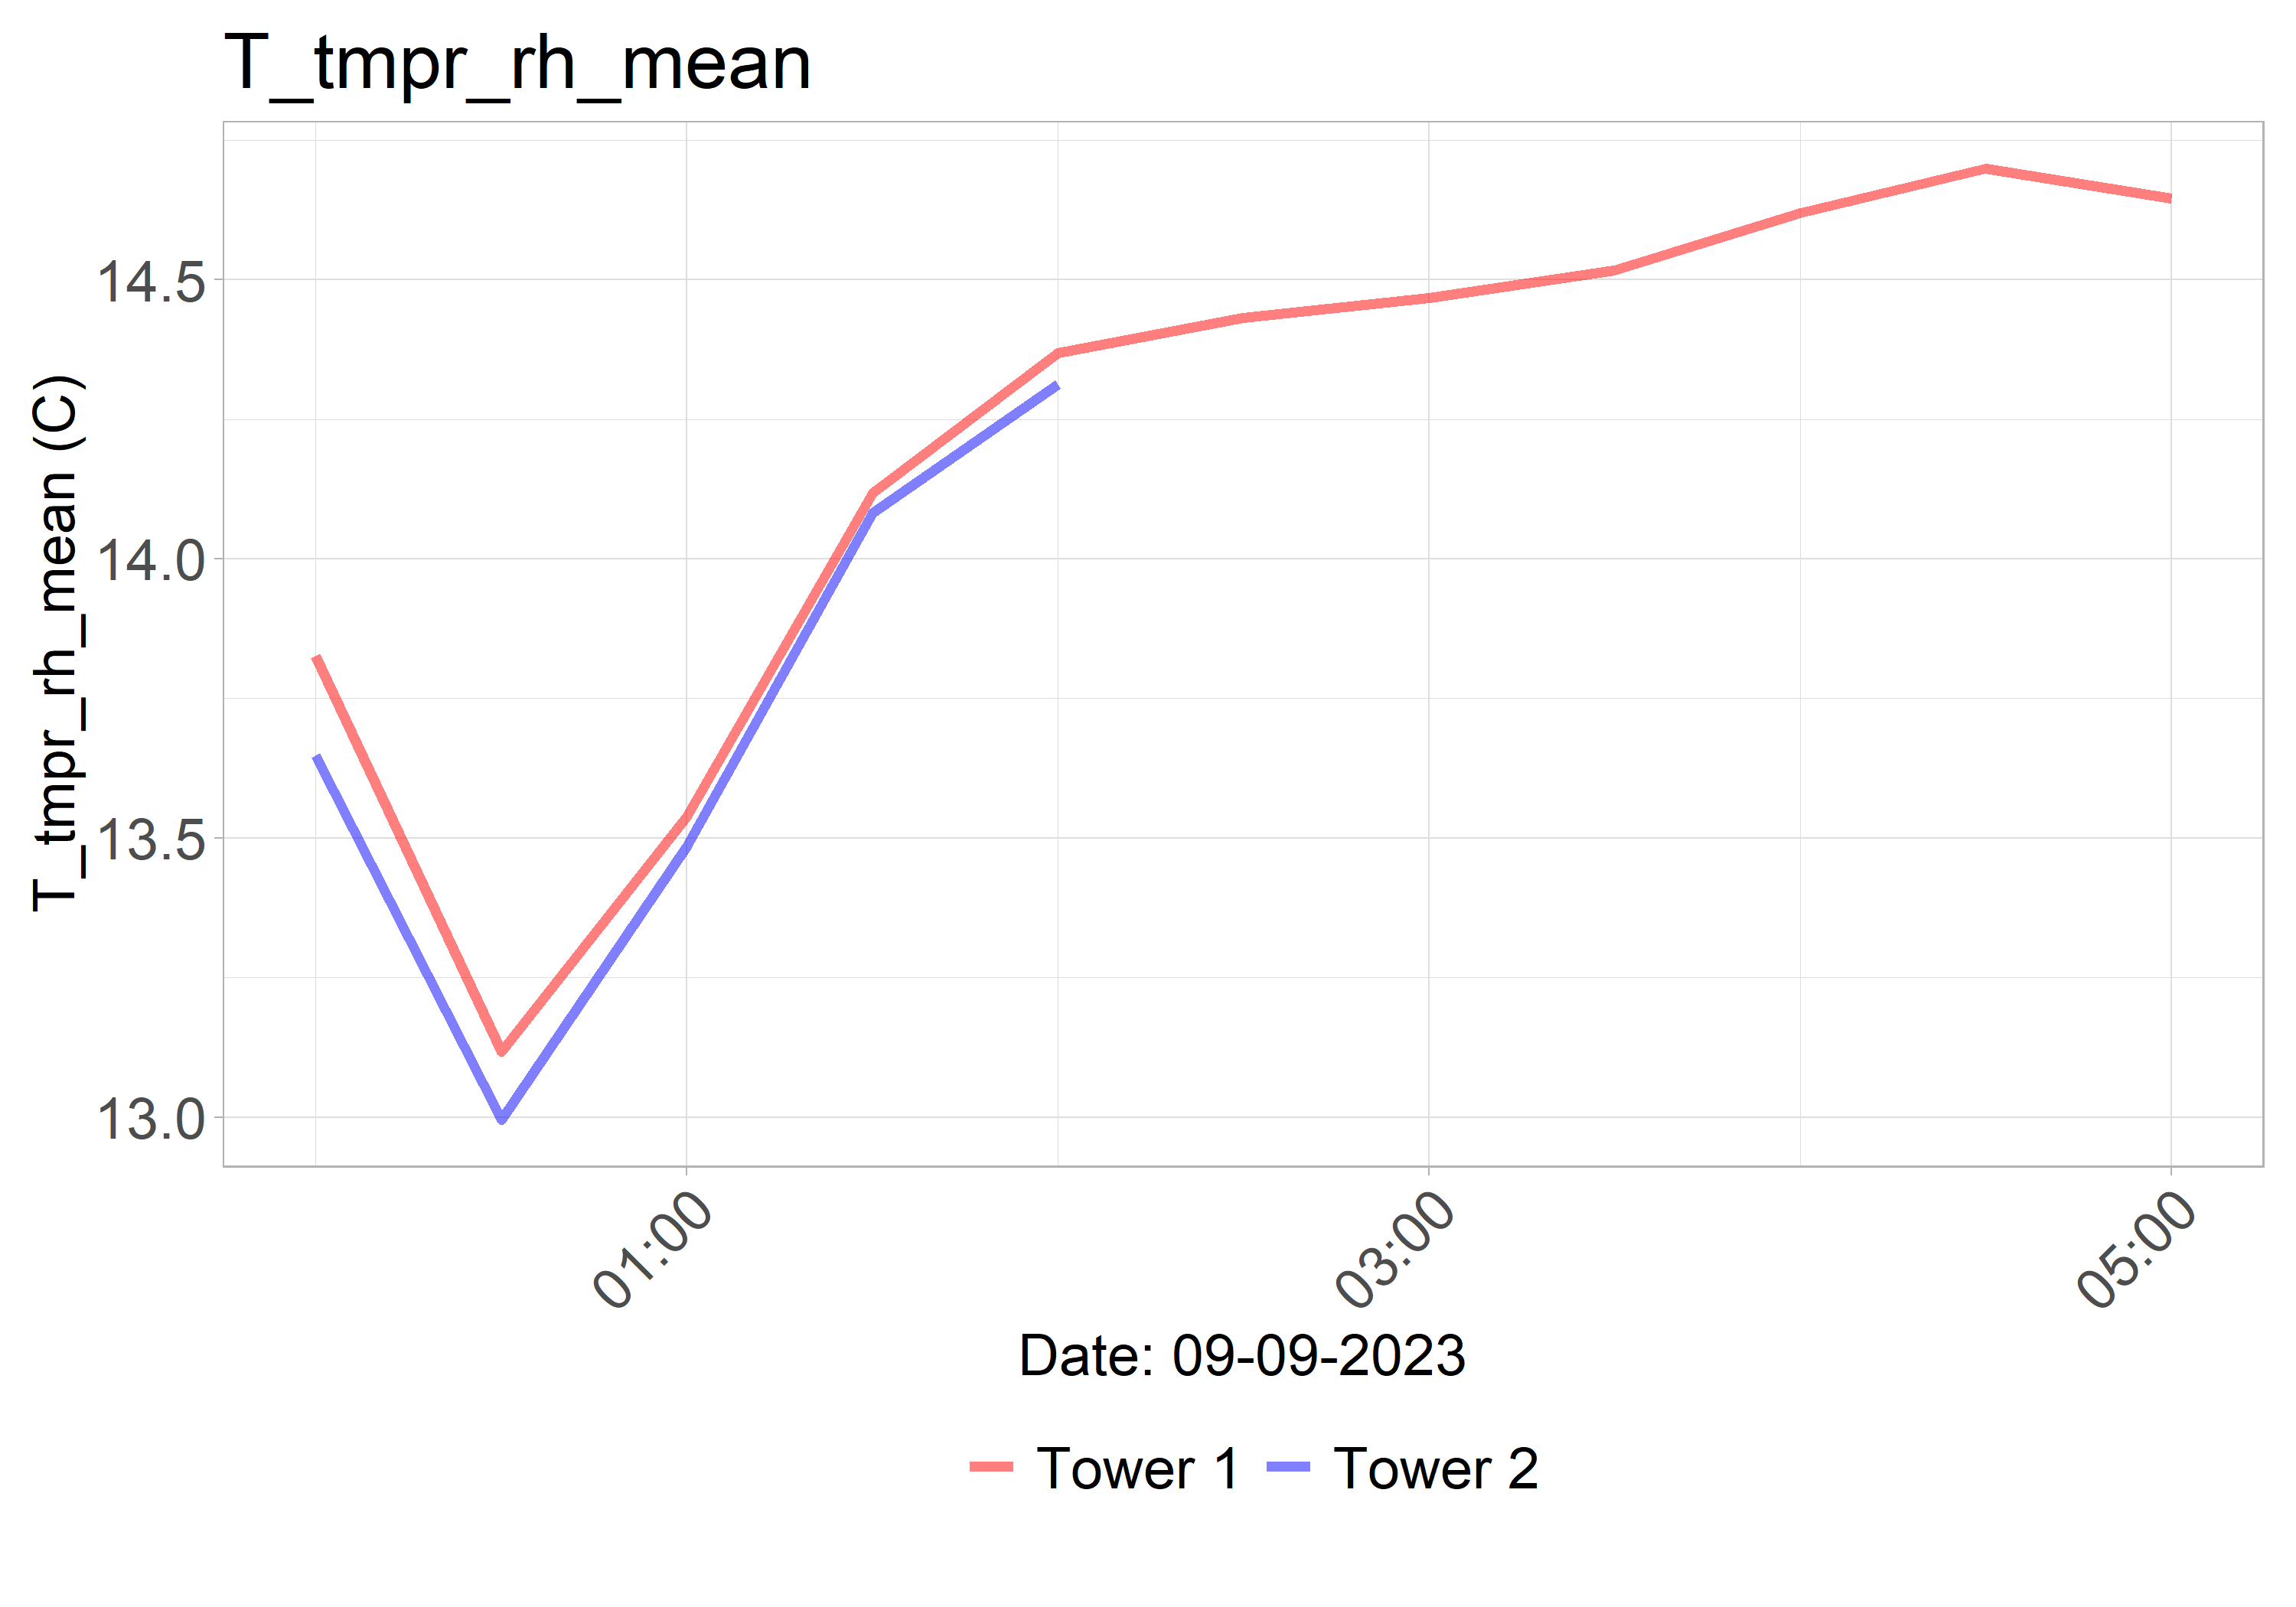 T_tmpr_rh_mean
T_tmpr_rh_mean (C)
14.5
14.0
13.5
13.0
01:00
03:00
05:00
Date: 09-09-2023
Tower 1
Tower 2